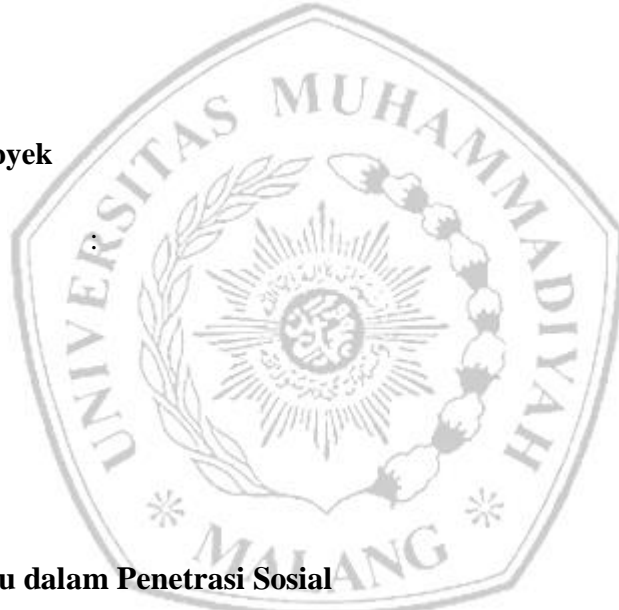 UNIVERSITAS MUHAMMADIYAH
oyek
:
u dalam Penetrasi Sosial
MALANG